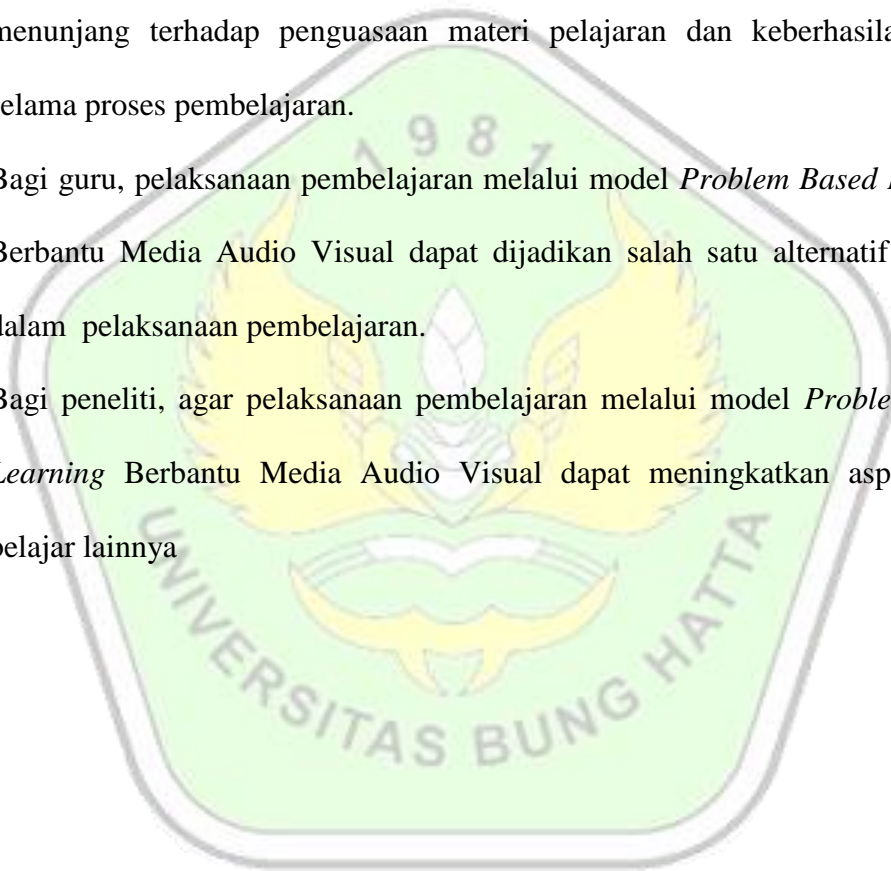 menunjang terhadap penguasaan materi pelajaran dan keberhasila
selama proses pembelajaran.
1981
Bagi guru, pelaksanaan pembelajaran melalui model Problem Based
Berbantu Media Audio Visual dapat dijadikan salah satu alternatif
dalam pelaksanaan pembelajaran.
Bagi peneliti, agar pelaksanaan pembelajaran melalui model Proble
Learning Berbantu Media Audio Visual dapat meningkatkan asp
belajar lainnya
UNIVERSITAS BUNG HATTA